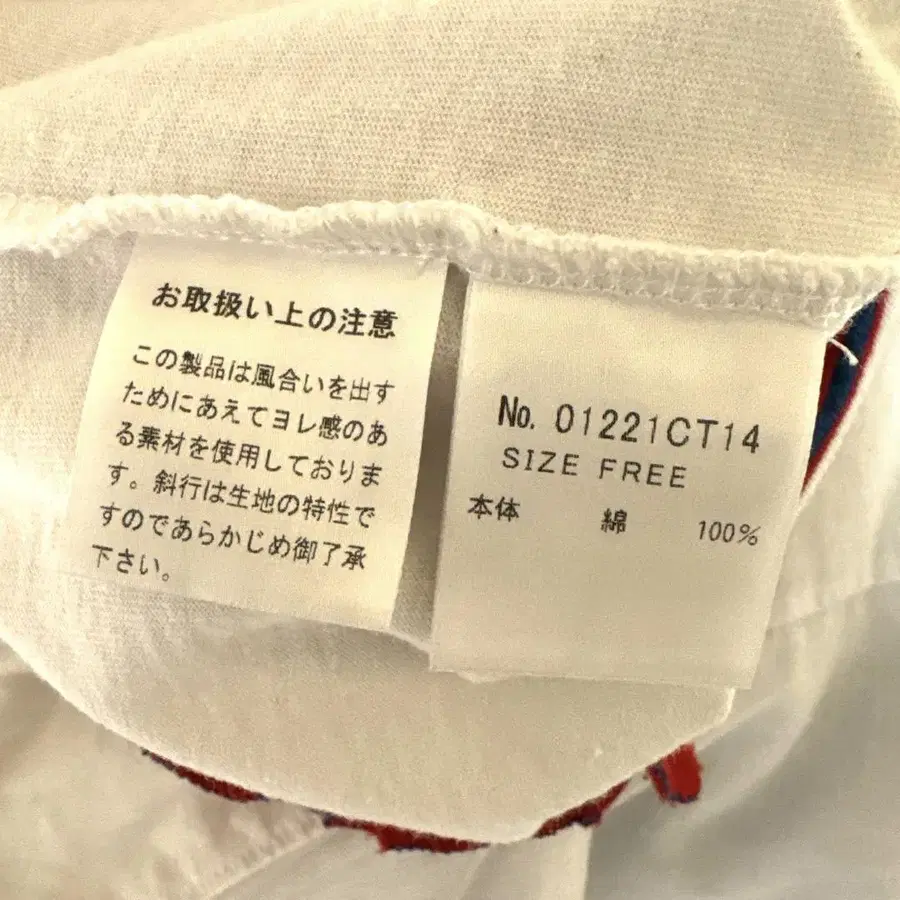 お取扱い上の注意
この製品は風合いを出す
ためにあえてヨレ感のあ
る素材を使用しておりま
す。斜行は生地の特性で
すのであらかじめ御了承
下さい。
No. 01221CT14
SIZE FREE
本体 綿 100%